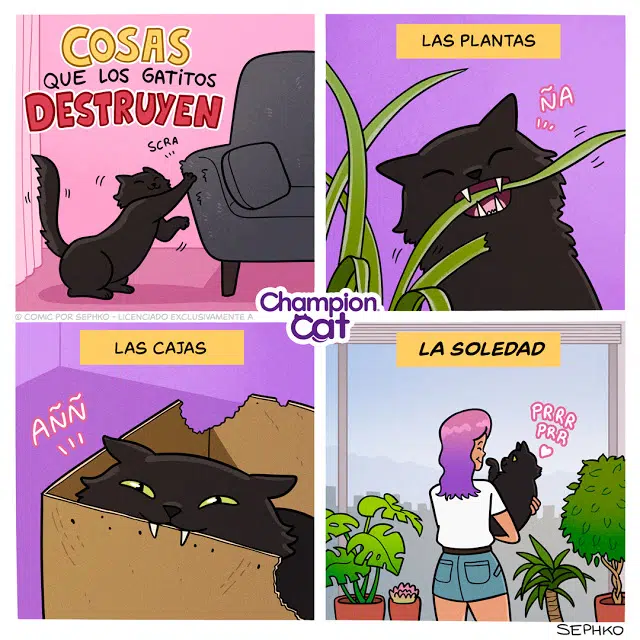 COSAS
QUE LOS GATITOS
DESTRUYEN
SCRA
LAS PLANTAS
ÑA
© COMIC POR SEPHKO - LICENCIADO EXCLUSIVAMENTE A
Champion
Cat
LAS CAJAS
AÑÑ
LA SOLEDAD
PRRR
PRR
SEPHKO